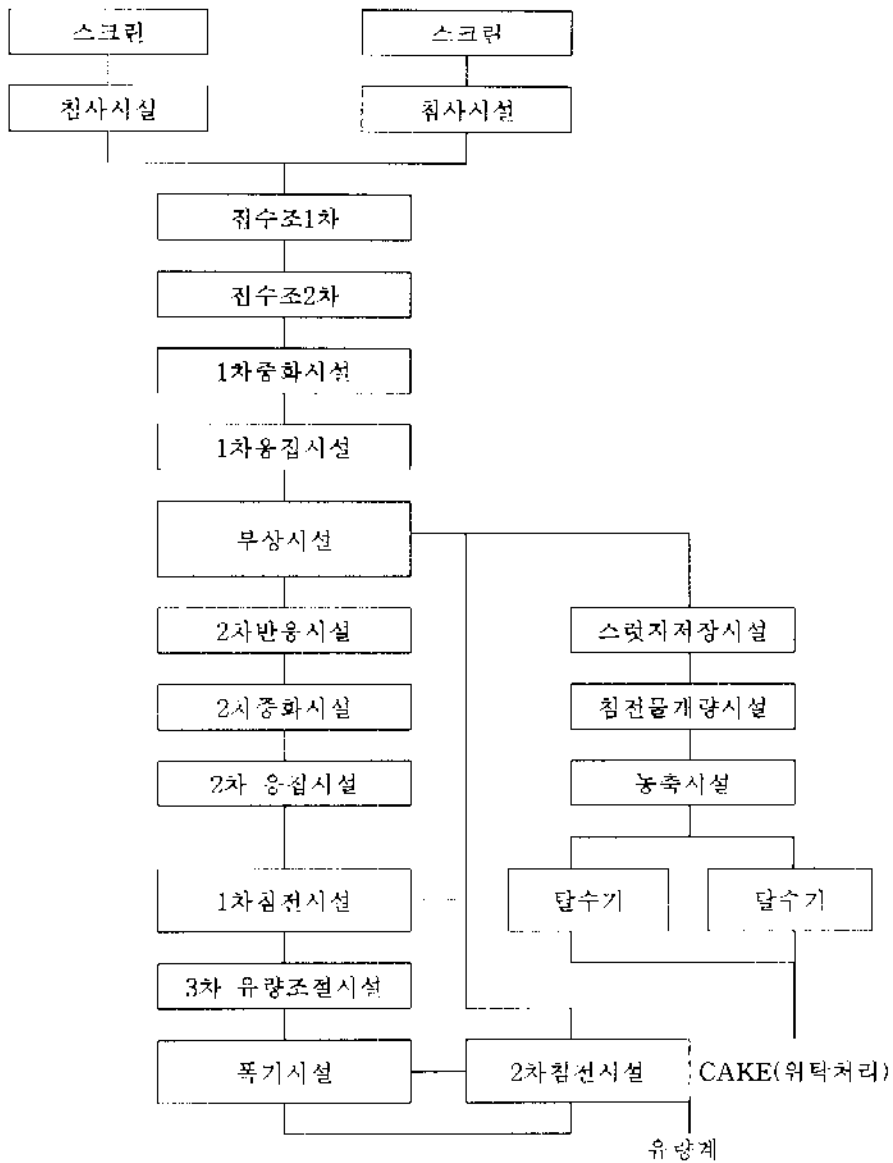 스크린
스크린
침사시설
침사시설
집수조1차
집수조2차
1차중화시설
1차응집시설
부상시설
2차반응시설
스럿지저장시설
2차중화시설
침전물개량시설
2차 응집시설
농축시설
1차침전시설
탈수기
탈수기
3차 유량조절시설
폭기시설
2차침전시설
CAKE(위탁처리)
유량계